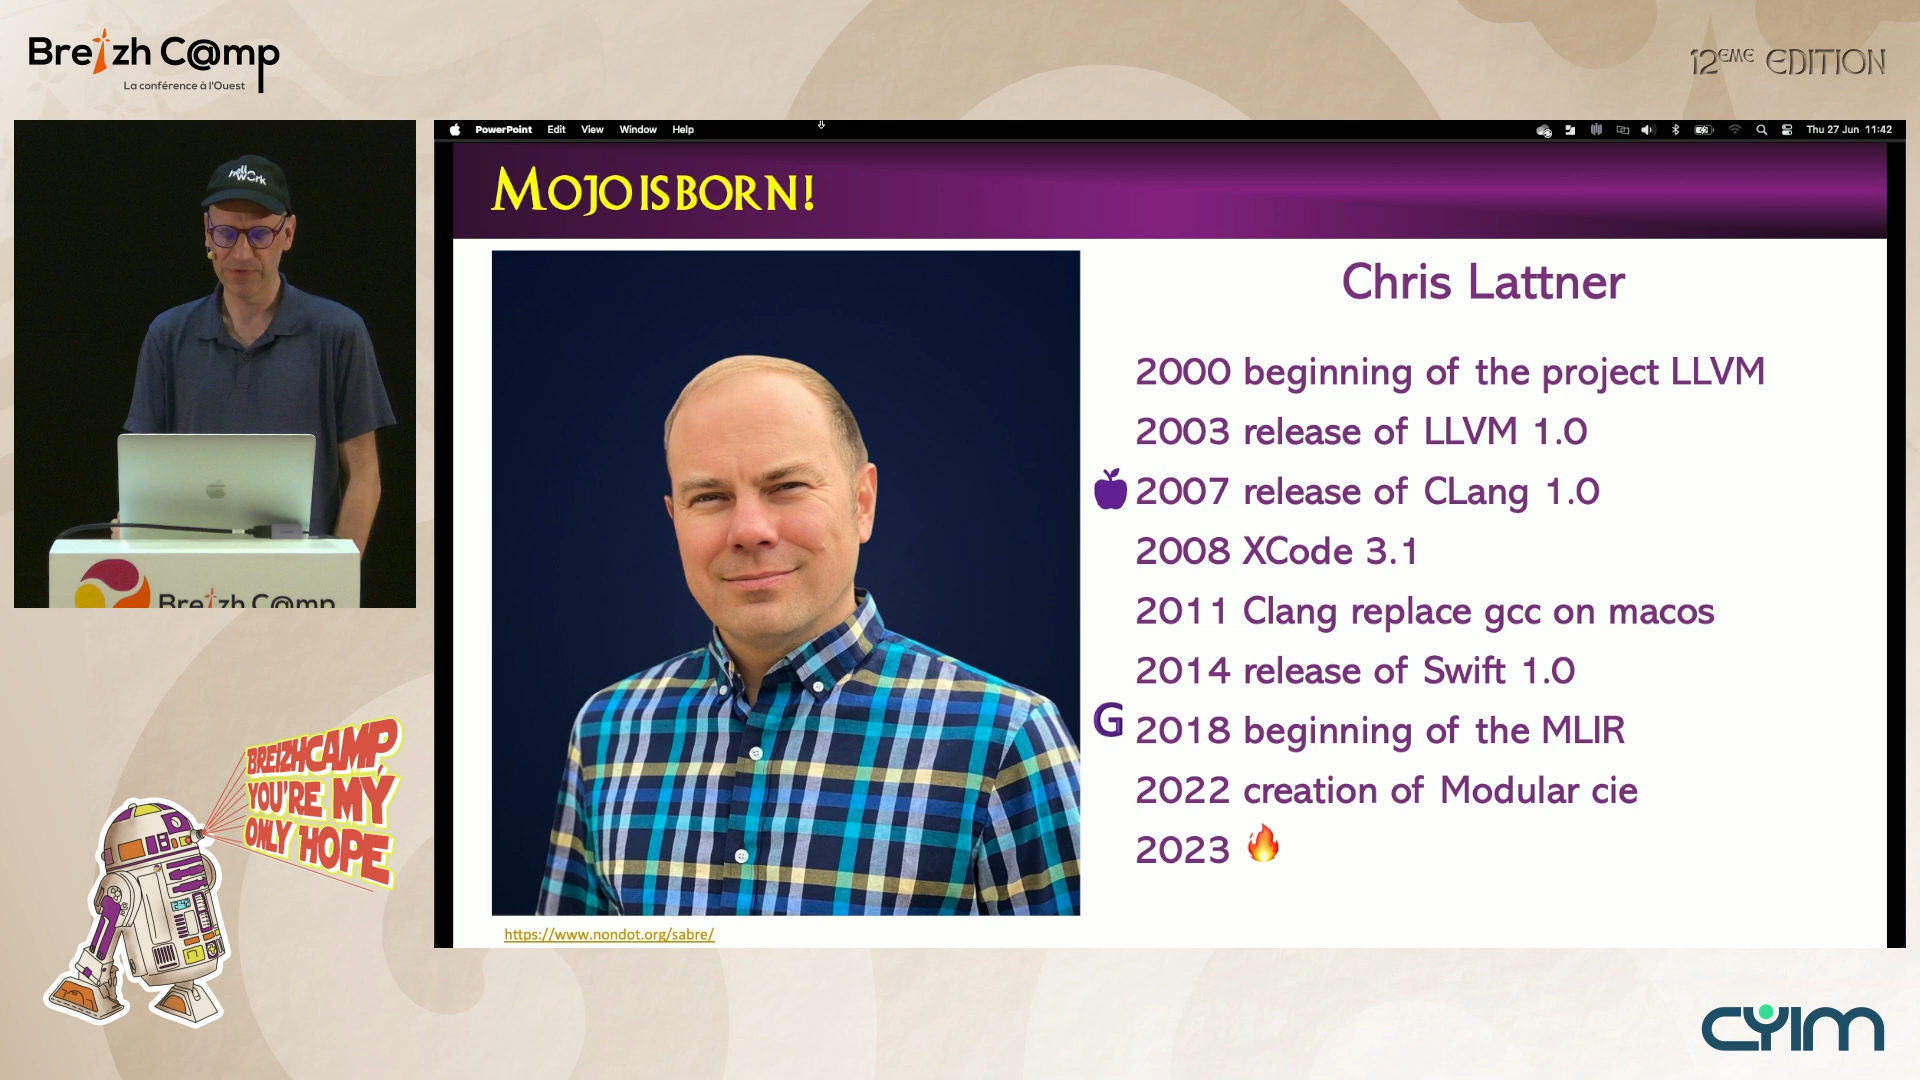 Breizh C@mp
La conférence à l'Ouest
12ÈME EDITION
PowerPoint Edit View Window Help
Thu 27 Jun 11:42
hello work
Breizh C@mp
MOJO IS BORN!
Chris Lattner
2000 beginning of the project LLVM
2003 release of LLVM 1.0
2007 release of CLang 1.0
2008 XCode 3.1
2011 Clang replace gcc on macos
2014 release of Swift 1.0
G 2018 beginning of the MLIR
2022 creation of Modular cie
2023
https://www.nondot.org/sabre/
BREIZHCAMP,
YOU'RE MY
ONLY HOPE
CYIM